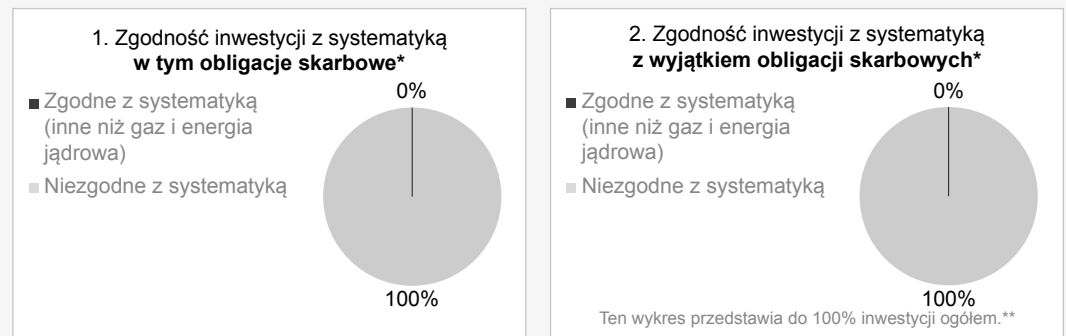 1. Zgodność inwestycji z systematyką
w tym obligacje skarbowe*
0%
Zgodne z systematyką
(inne niż gaz i energia
jądrowa)
Niezgodne z systematyką
100%
2. Zgodność inwestycji z systematyką
z wyjątkiem obligacji skarbowych*
0%
Zgodne z systematyką
(inne niż gaz i energia
jądrowa)
Niezgodne z systematyką
100%
Ten wykres przedstawia do 100% inwestycji ogółem.**